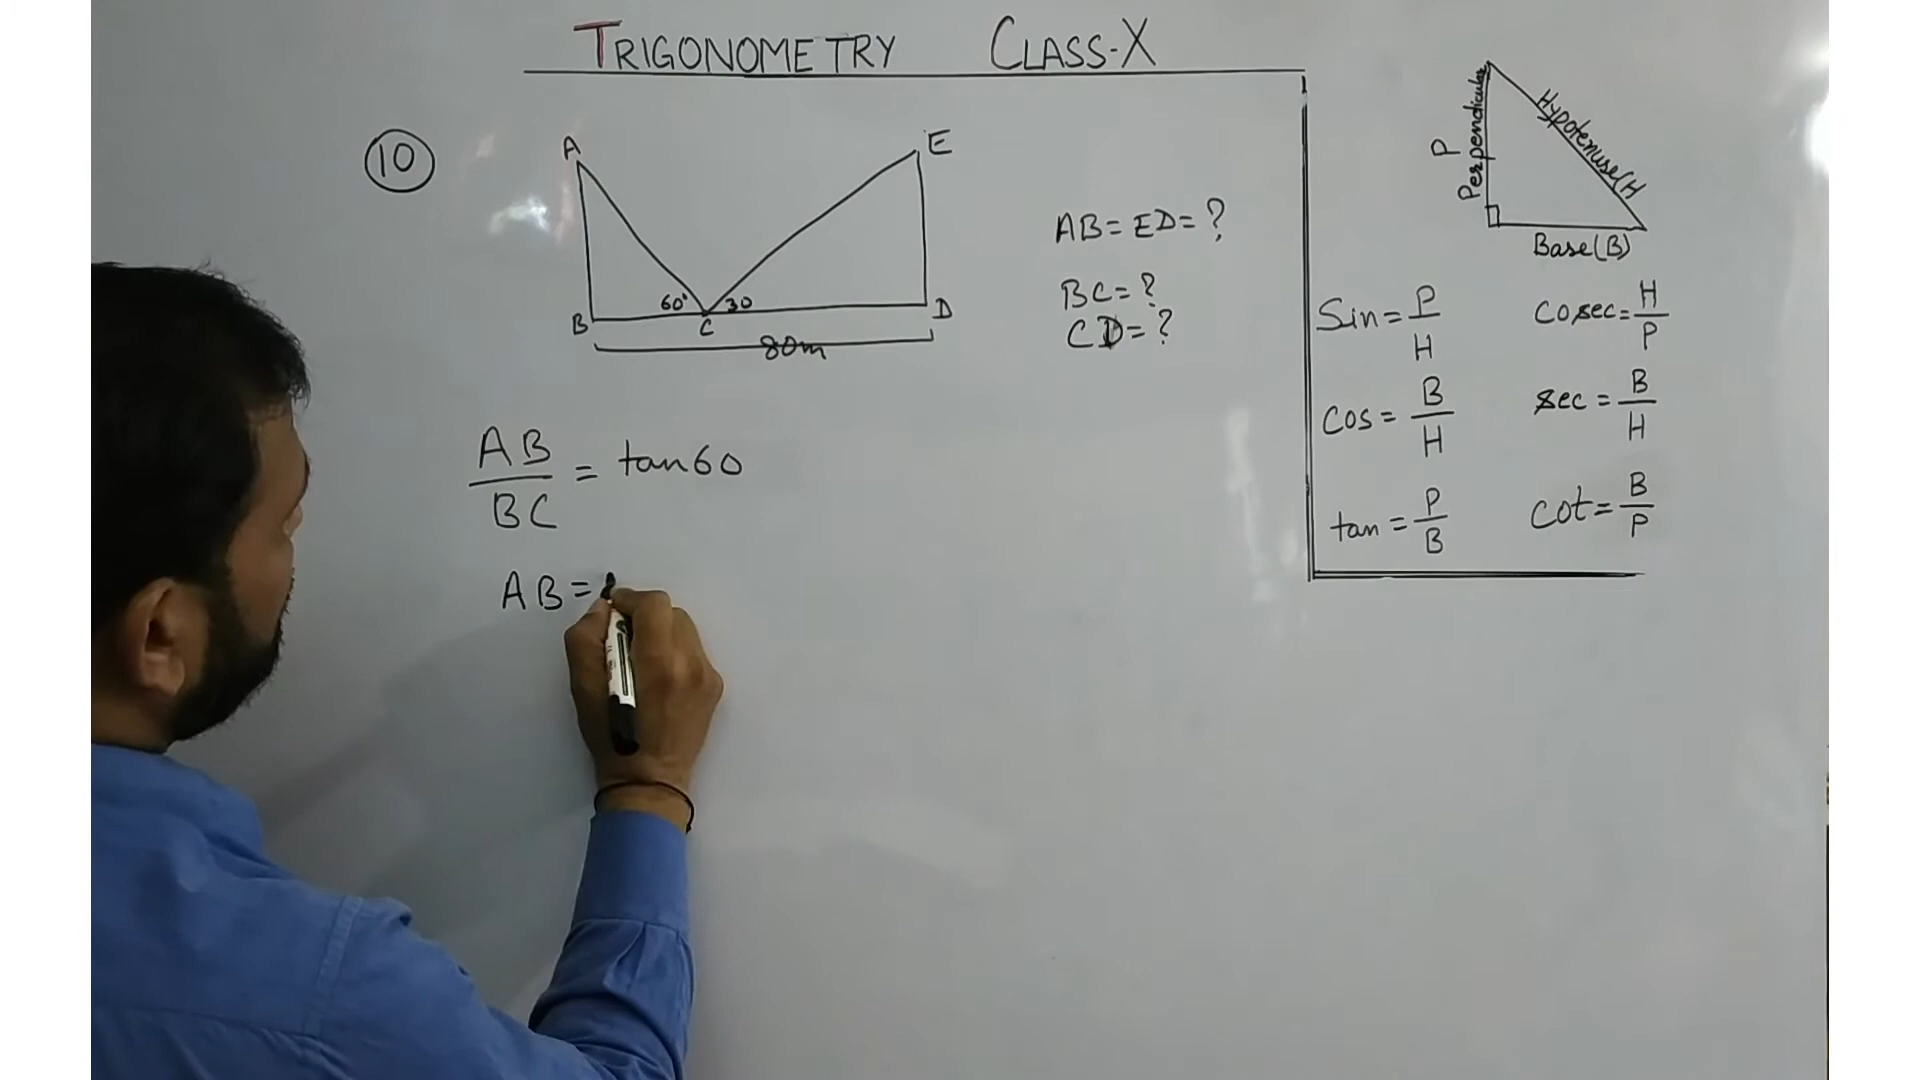 TRIGONOMETRY CLASS-X
10
A
E
60°
30
B
C
D
80m
AB = ED = ?
BC = ?
CD = ?
AB/BC = tan60
AB =
P
Perpendicular
Hypotenuse(H
Base(B)
Sin = P/H
cosec = H/P
cos = B/H
sec = B/H
tan = P/B
cot = B/P